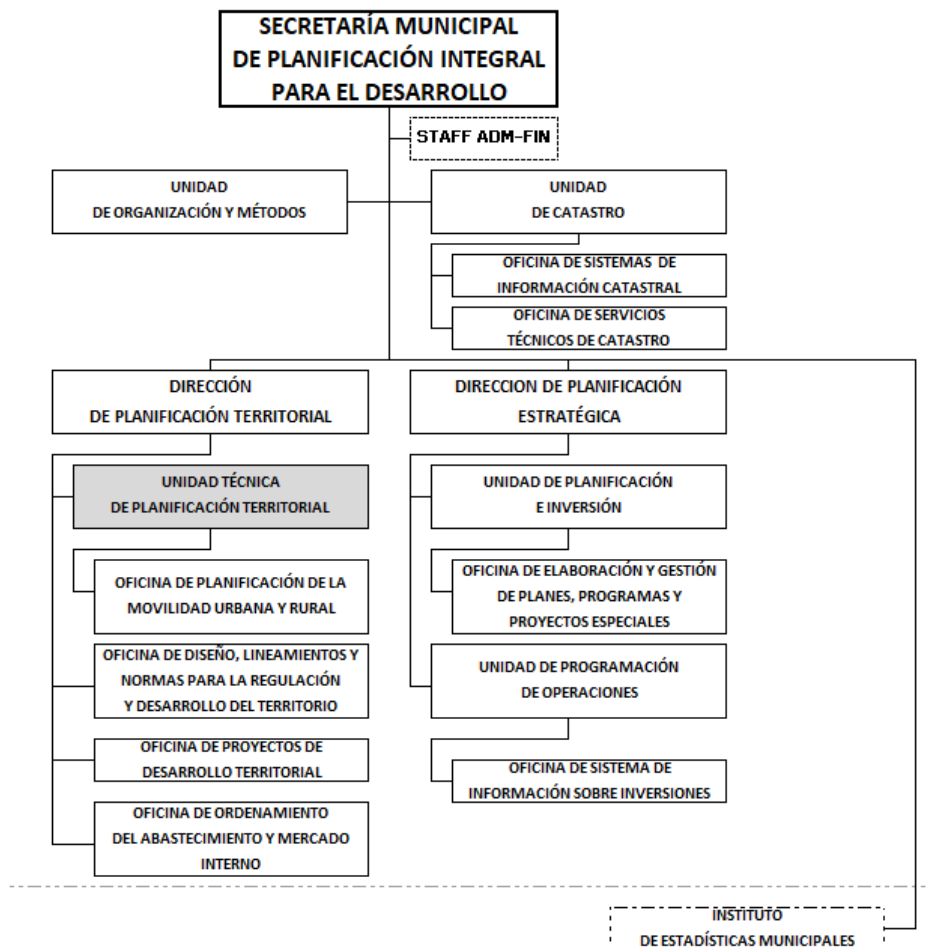 SECRETARÍA MUNICIPAL
DE PLANIFICACIÓN INTEGRAL
PARA EL DESARROLLO
STAFF ADM-FIN
UNIDAD
DE ORGANIZACIÓN Y MÉTODOS
UNIDAD
DE CATASTRO
OFICINA DE SISTEMAS DE
INFORMACIÓN CATASTRAL
OFICINA DE SERVICIOS
TÉCNICOS DE CATASTRO
DIRECCIÓN
DE PLANIFICACIÓN TERRITORIAL
UNIDAD TÉCNICA
DE PLANIFICACIÓN TERRITORIAL
OFICINA DE PLANIFICACIÓN DE LA
MOVILIDAD URBANA Y RURAL
OFICINA DE DISEÑO, LINEAMIENTOS Y
NORMAS PARA LA REGULACIÓN
Y DESARROLLO DEL TERRITORIO
OFICINA DE PROYECTOS DE
DESARROLLO TERRITORIAL
OFICINA DE ORDENAMIENTO
DEL ABASTECIMIENTO Y MERCADO
INTERNO
DIRECCION DE PLANIFICACIÓN
ESTRATÉGICA
UNIDAD DE PLANIFICACIÓN
E INVERSIÓN
OFICINA DE ELABORACIÓN Y GESTIÓN
DE PLANES, PROGRAMAS Y
PROYECTOS ESPECIALES
UNIDAD DE PROGRAMACIÓN
DE OPERACIONES
OFICINA DE SISTEMA DE
INFORMACIÓN SOBRE INVERSIONES
INSTITUTO
DE ESTADÍSTICAS MUNICIPALES